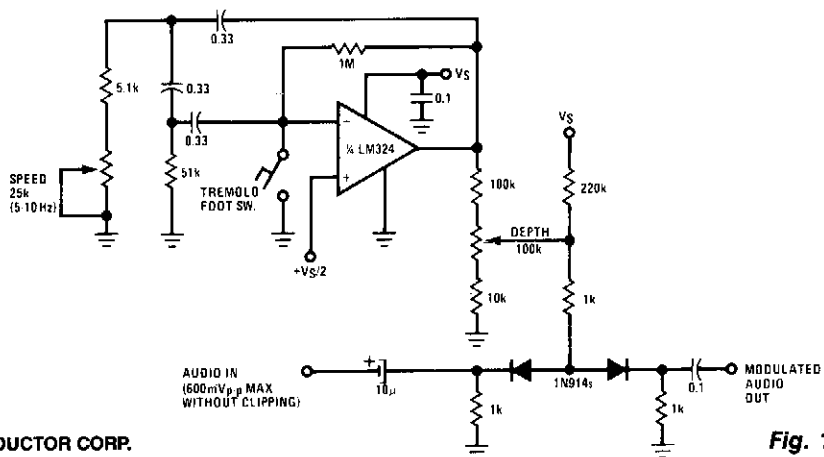 0.33
5.1k
0.33
0.33
SPEED
25k
(5-10 Hz)
51k
TREMOLO
FOOT SW.
1M
VS
0.1
¼ LM324
−
+
+VS/2
VS
100k
220k
DEPTH
100k
10k
1k
AUDIO IN
(600mVp-p MAX
WITHOUT CLIPPING)
+
10µ
1k
1N914s
1k
0.1
MODULATED
AUDIO
OUT
DUCTOR CORP.
Fig. 1